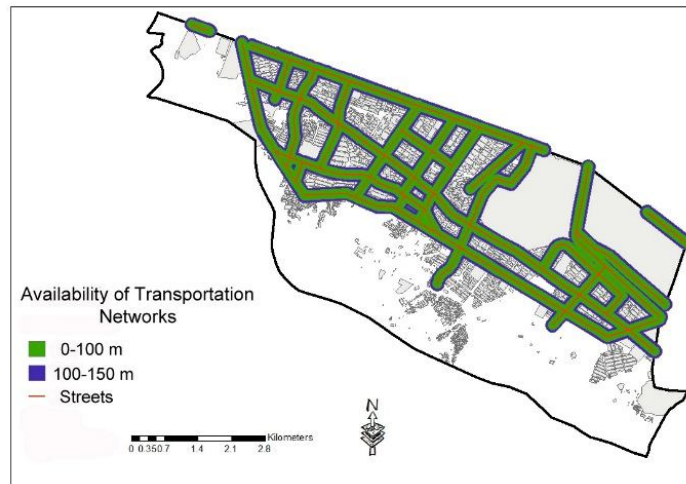 Availability of Transportation
Networks
0-100 m
100-150 m
Streets
N
Kilometers
0 0.350.7 1.4 2.1 2.8